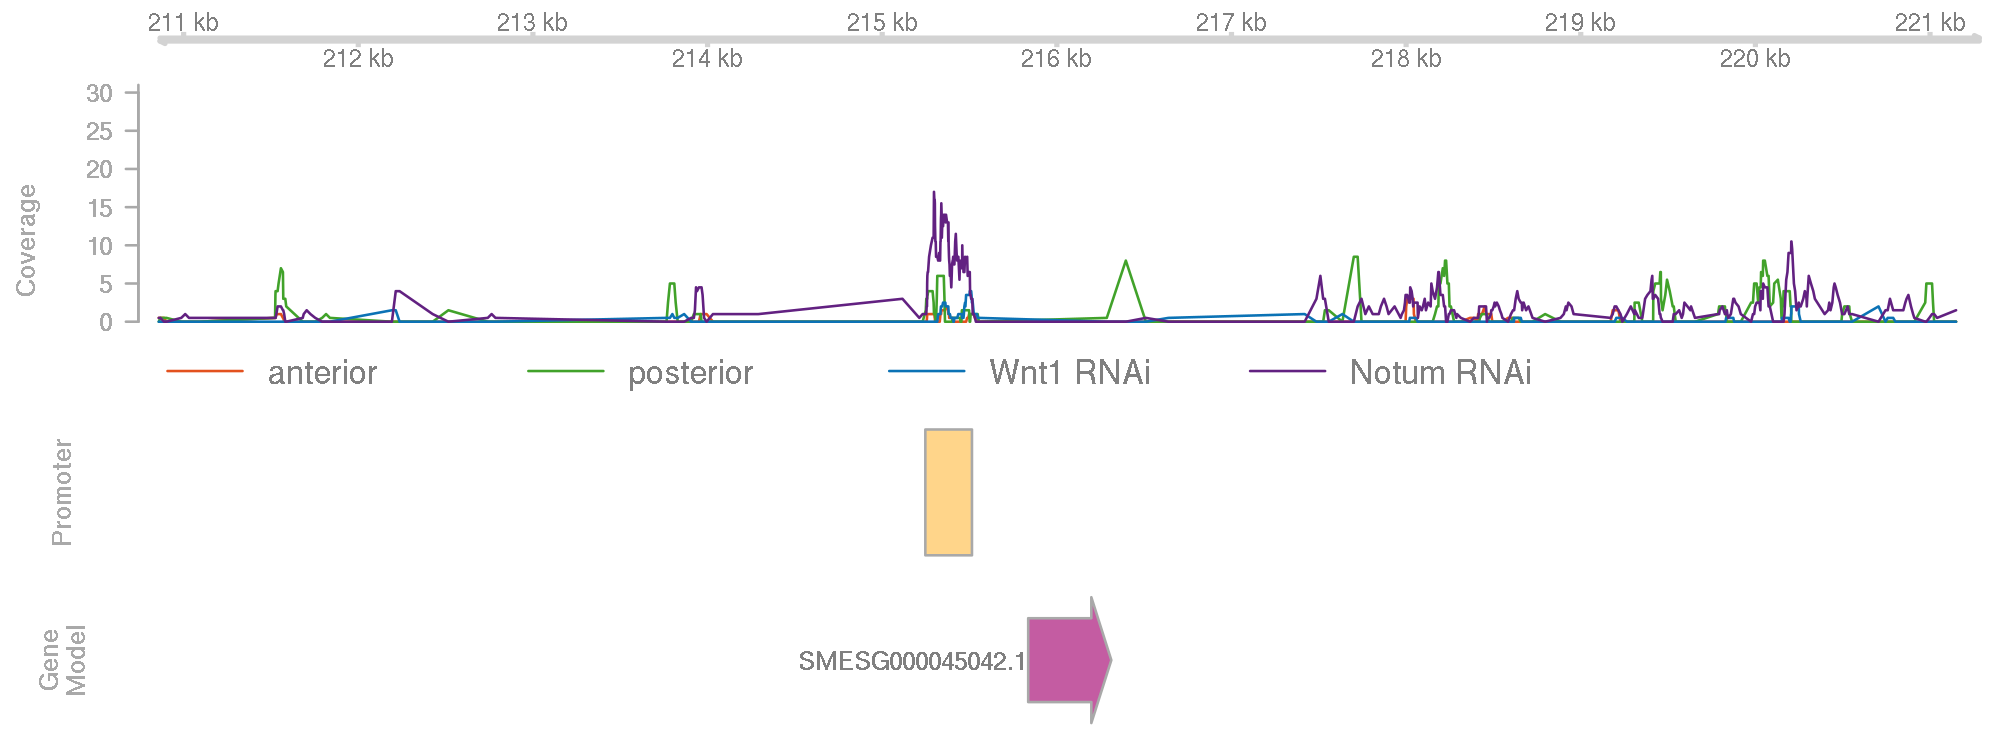 211 kb 213 kb 215 kb 217 kb 219 kb 221 kb
212 kb 214 kb 216 kb 218 kb 220 kb
30
25
20
15
10
5
0
Coverage
anterior posterior Wnt1 RNAi Notum RNAi
Promoter
Gene
Model
SMESG000045042.1